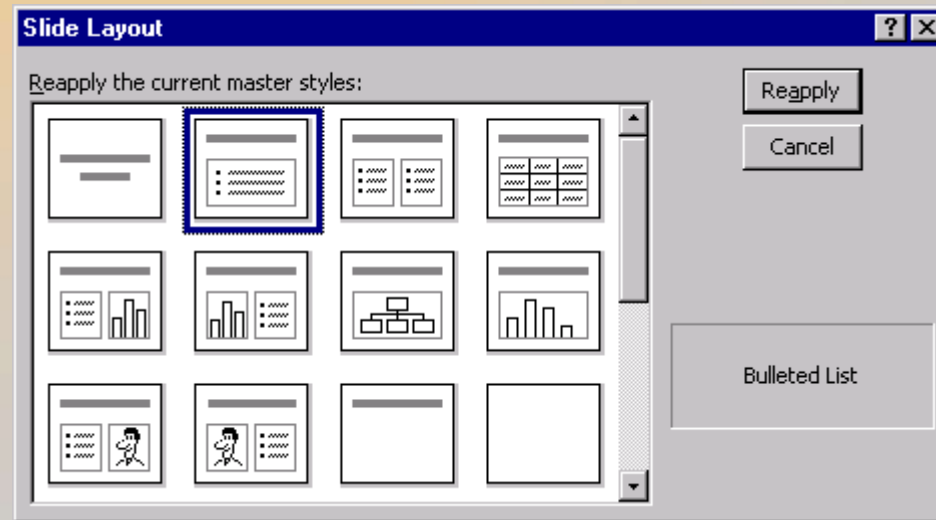 Slide Layout
Reapply the current master styles:
Reapply
Cancel
Bulleted List